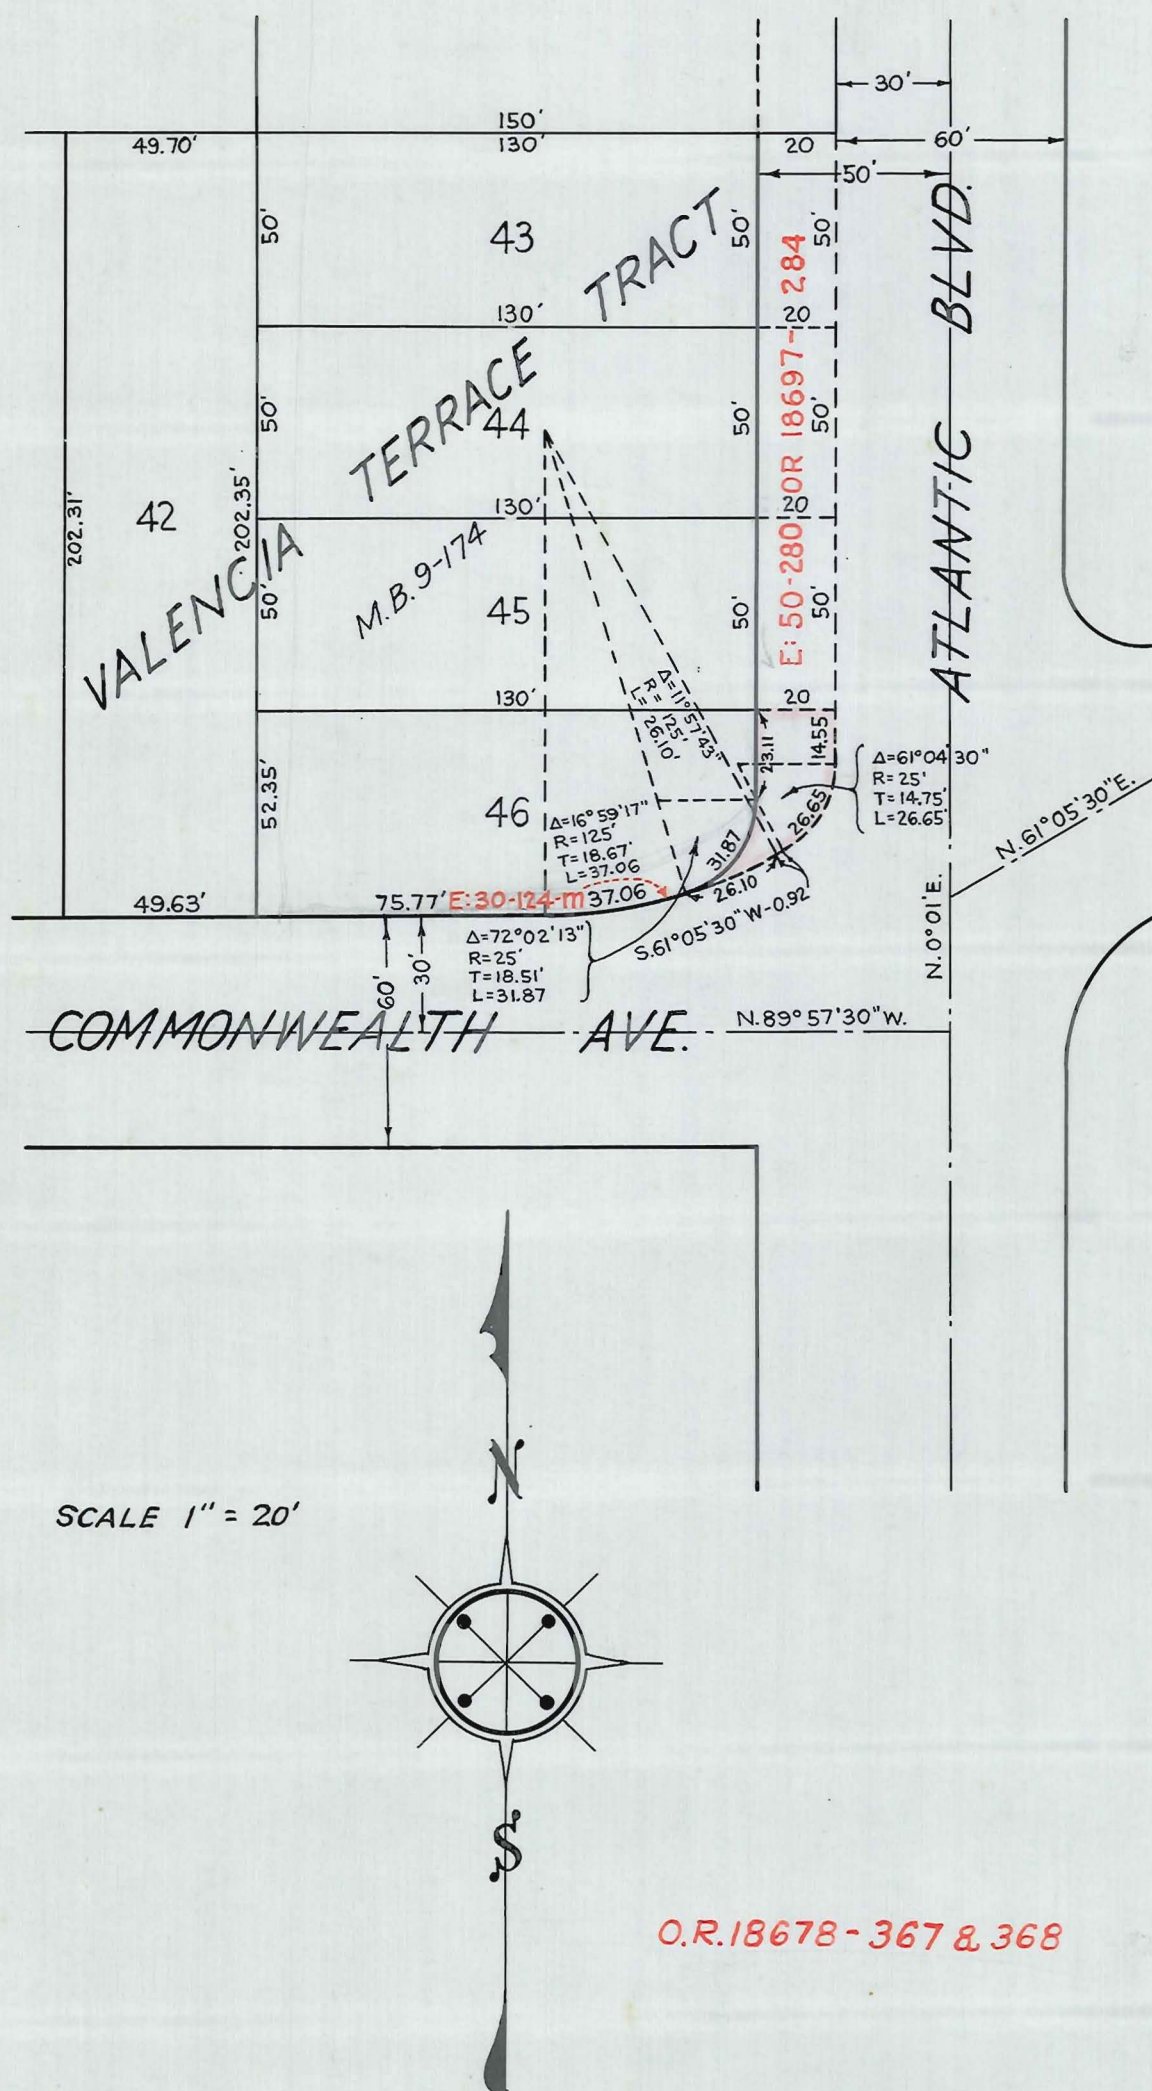 30'
150'
49.70'
130'
20
60'
50'
50'
43
50'
50'
TRACT
130'
20
ATLANTIC BLVD.
E: 50-280 OR 18697-284
TERRACE
50'
44
50'
50'
42
202.31'
202.35'
130'
20
VALENCIA
M.B. 9-174
50'
45
50'
50'
130'
20
Δ=11°57'43"
R = 125'
L= 26.10'
23.11
14.55
Δ=61°04'30"
R= 25'
T= 14.75'
L= 26.65'
N.61°05'30"E.
52.35'
46
Δ=16°59'17"
R=125'
T=18.67'
L=37.06
31.87
26.65
49.63'
75.77'
E:30-124-m
37.06
26.10
S.61°05'30"W-0.92'
N.0°01'E.
Δ=72°02'13"
R=25'
T=18.51'
L=31.87
60'
30'
COMMONWEALTH AVE.
N.89°57'30"W.
N
SCALE 1" = 20'
S
O.R.18678-367 & 368